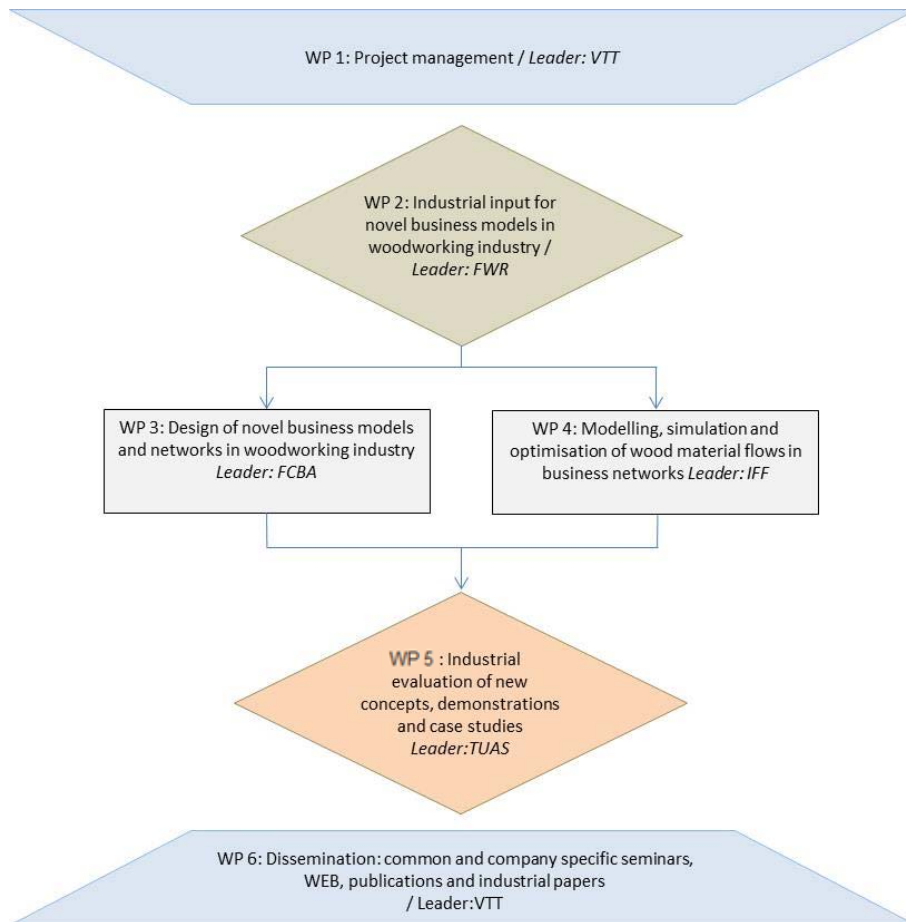 WP 1: Project management / Leader: VTT
WP 2: Industrial input for
novel business models in
woodworking industry /
Leader: FWR
WP 3: Design of novel business models
and networks in woodworking industry
Leader: FCBA
WP 4: Modelling, simulation and
optimisation of wood material flows in
business networks Leader: IFF
WP 5 : Industrial
evaluation of new
concepts, demonstrations
and case studies
Leader:TUAS
WP 6: Dissemination: common and company specific seminars,
WEB, publications and industrial papers
/ Leader:VTT